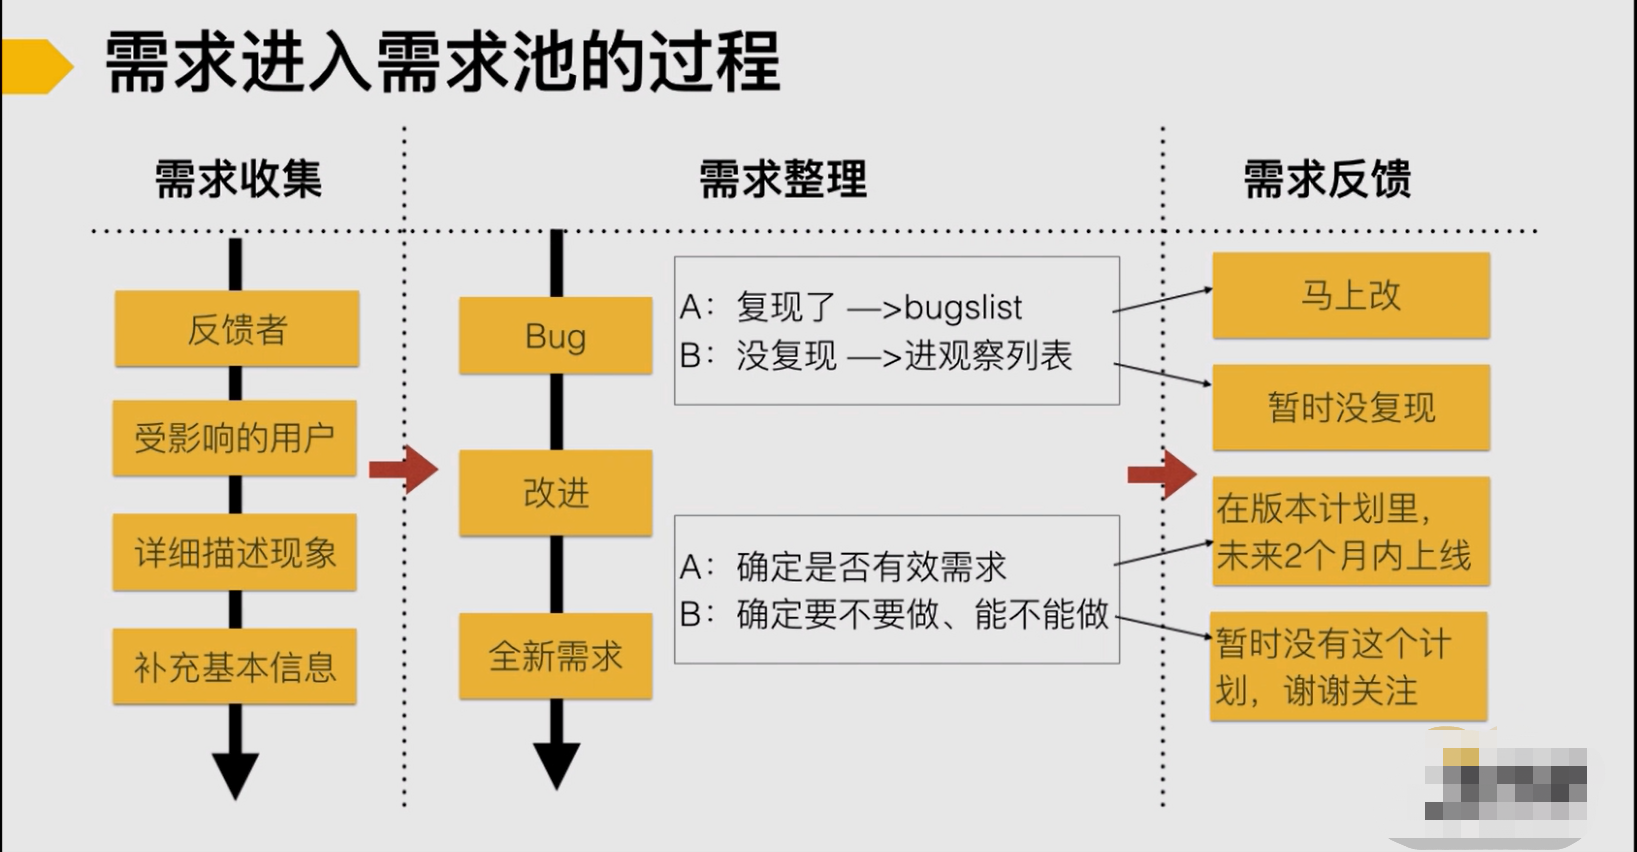 需求进入需求池的过程
需求收集
需求整理
需求反馈
反馈者
受影响的用户
详细描述现象
补充基本信息
Bug
改进
全新需求
A：复现了 —>bugslist
B：没复现 —>进观察列表
A：确定是否有效需求
B：确定要不要做、能不能做
马上改
暂时没复现
在版本计划里，
未来2个月内上线
暂时没有这个计
划，谢谢关注